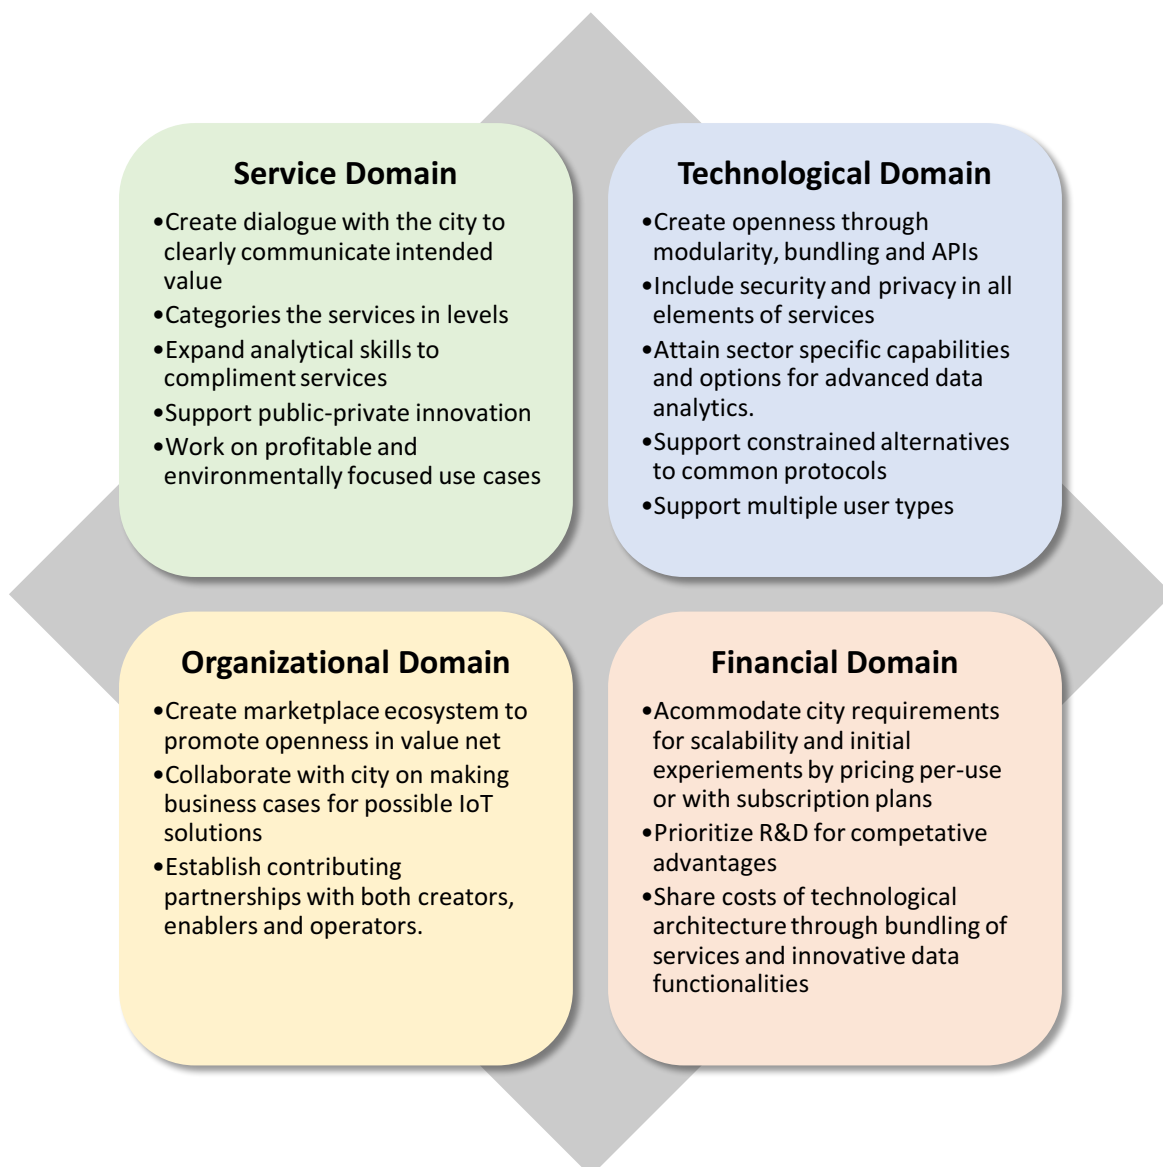 Service Domain
•Create dialogue with the city to
clearly communicate intended
value
•Categories the services in levels
•Expand analytical skills to
compliment services
•Support public-private innovation
•Work on profitable and
environmentally focused use cases
Technological Domain
•Create openness through
modularity, bundling and APIs
•Include security and privacy in all
elements of services
•Attain sector specific capabilities
and options for advanced data
analytics.
•Support constrained alternatives
to common protocols
•Support multiple user types
Organizational Domain
•Create marketplace ecosystem to
promote openness in value net
•Collaborate with city on making
business cases for possible IoT
solutions
•Establish contributing
partnerships with both creators,
enablers and operators.
Financial Domain
•Acommodate city requirements
for scalability and initial
experiements by pricing per-use
or with subscription plans
•Prioritize R&D for competative
advantages
•Share costs of technological
architecture through bundling of
services and innovative data
functionalities